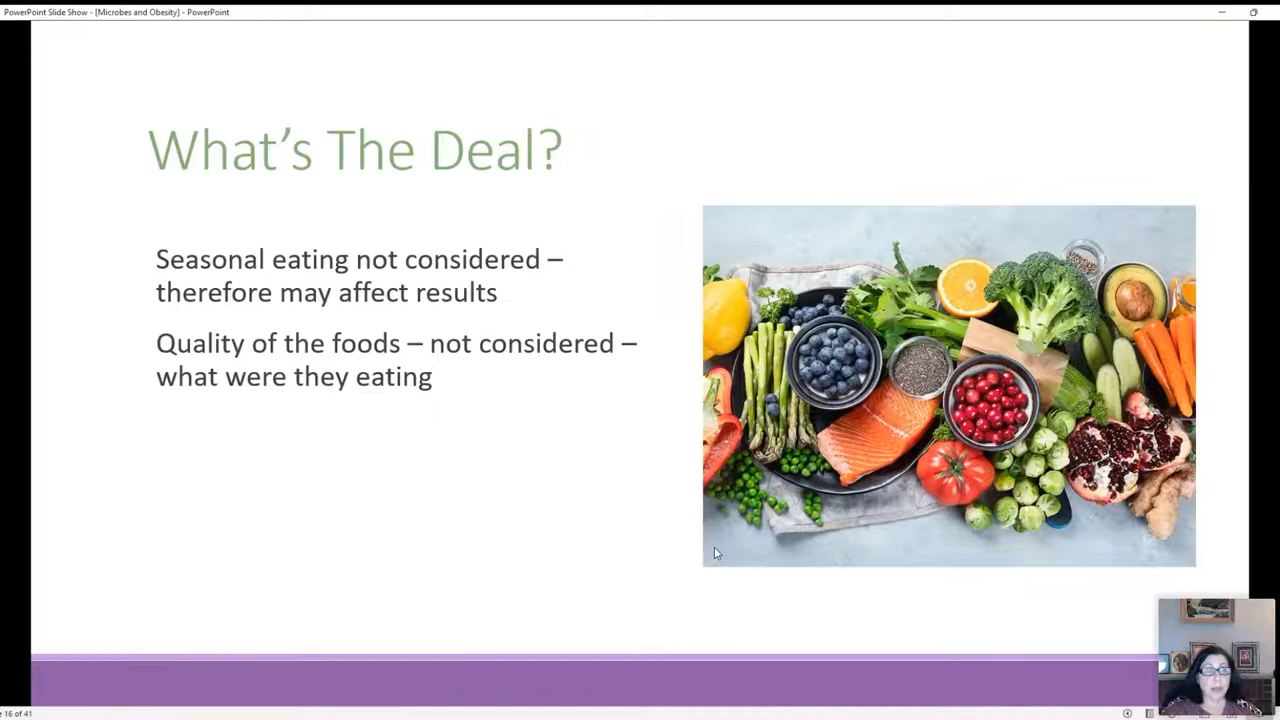 PowerPoint Slide Show - [Microbes and Obesity] - PowerPoint
What's The Deal?
Seasonal eating not considered –
therefore may affect results
Quality of the foods – not considered –
what were they eating
16 of 41